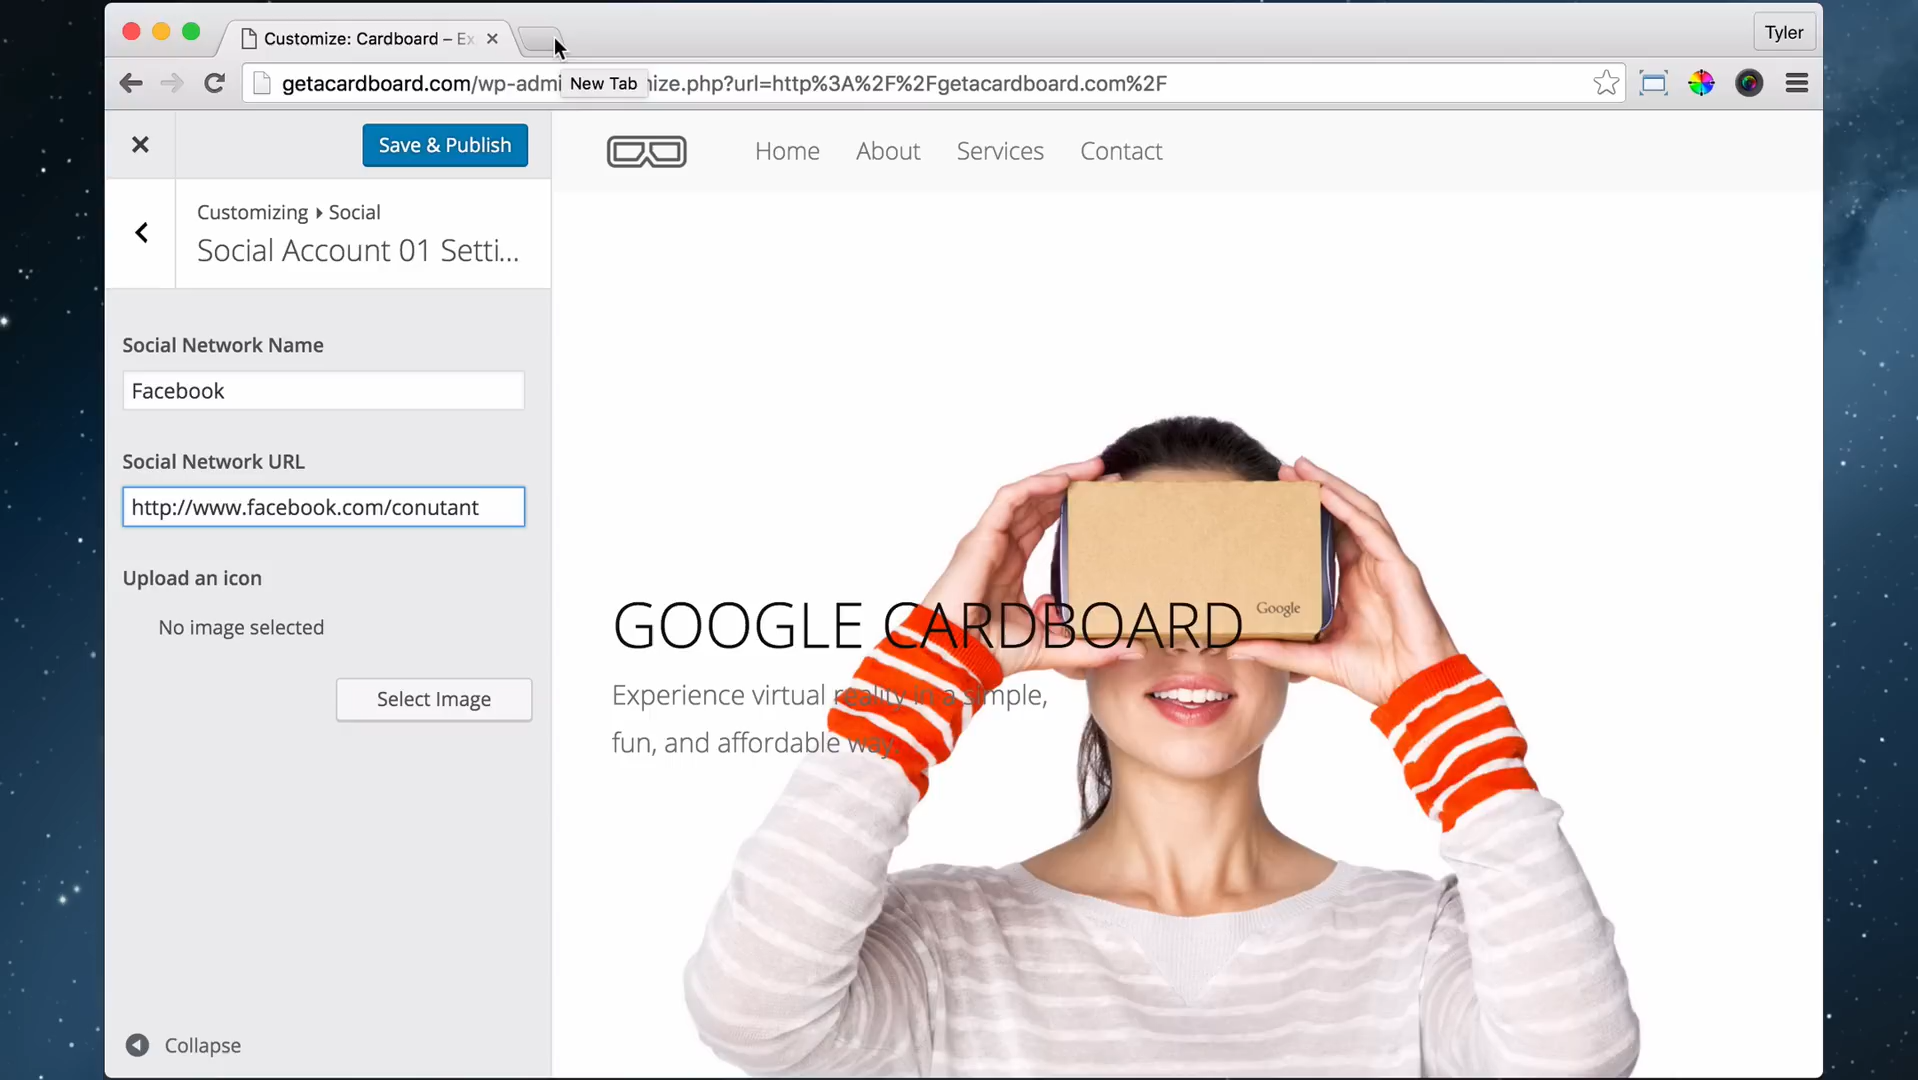 Customize: Cardboard – Ex
Tyler
getacardboard.com/wp-admi
New Tab
ize.php?url=http%3A%2F%2Fgetacardboard.com%2F
Save & Publish
Home About Services Contact
Customizing Social
Social Account 01 Setti...
Social Network Name
Facebook
Social Network URL
http://www.facebook.com/conutant
Upload an icon
No image selected
Select Image
Collapse
Google
GOOGLE CARDBOARD
Experience virtual reality in a simple,
fun, and affordable way.